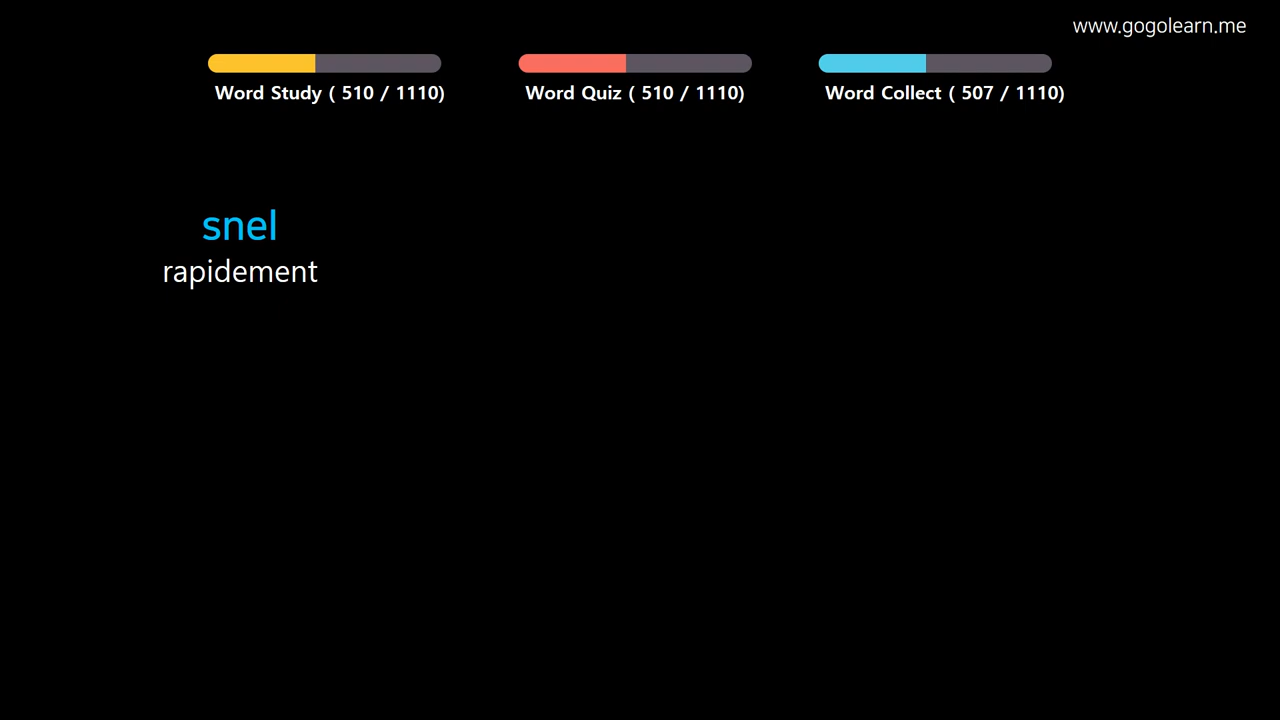 www.gogolearn.me
Word Study ( 510 / 1110)
Word Quiz ( 510 / 1110)
Word Collect ( 507 / 1110)
snel
rapidement